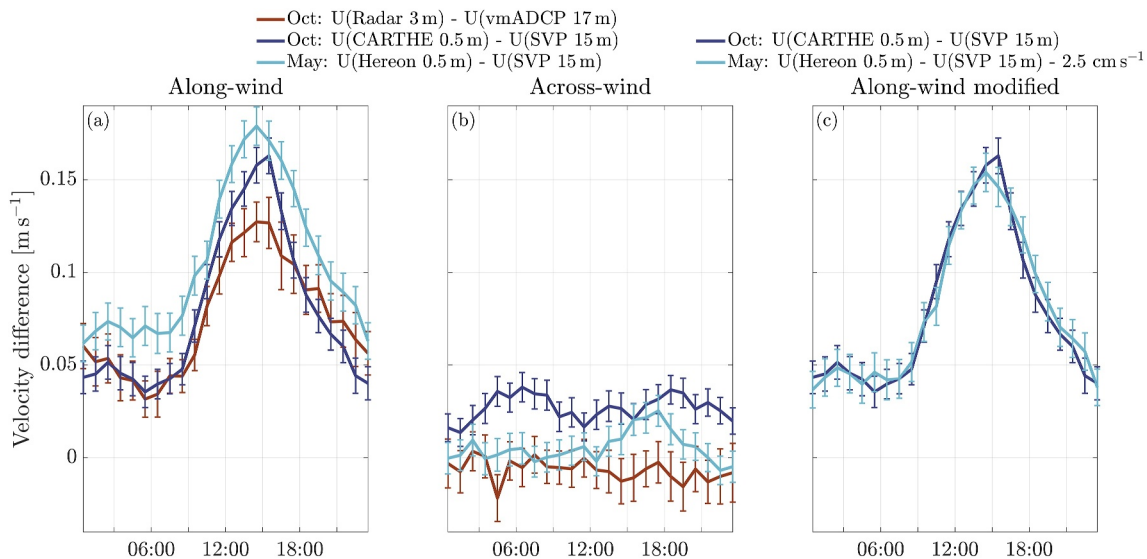 Oct: U(Radar 3 m) - U(vmADCP 17 m)
Oct: U(CARTHE 0.5 m) - U(SVP 15 m)
May: U(Hereon 0.5 m) - U(SVP 15 m)
Oct: U(CARTHE 0.5 m) - U(SVP 15 m)
May: U(Hereon 0.5 m) - U(SVP 15 m) - 2.5 cm s⁻¹
Along-wind
Across-wind
Along-wind modified
(a)
(b)
(c)
Velocity difference [m s⁻¹]
0.15
0.1
0.05
0
06:00 12:00 18:00
06:00 12:00 18:00
06:00 12:00 18:00